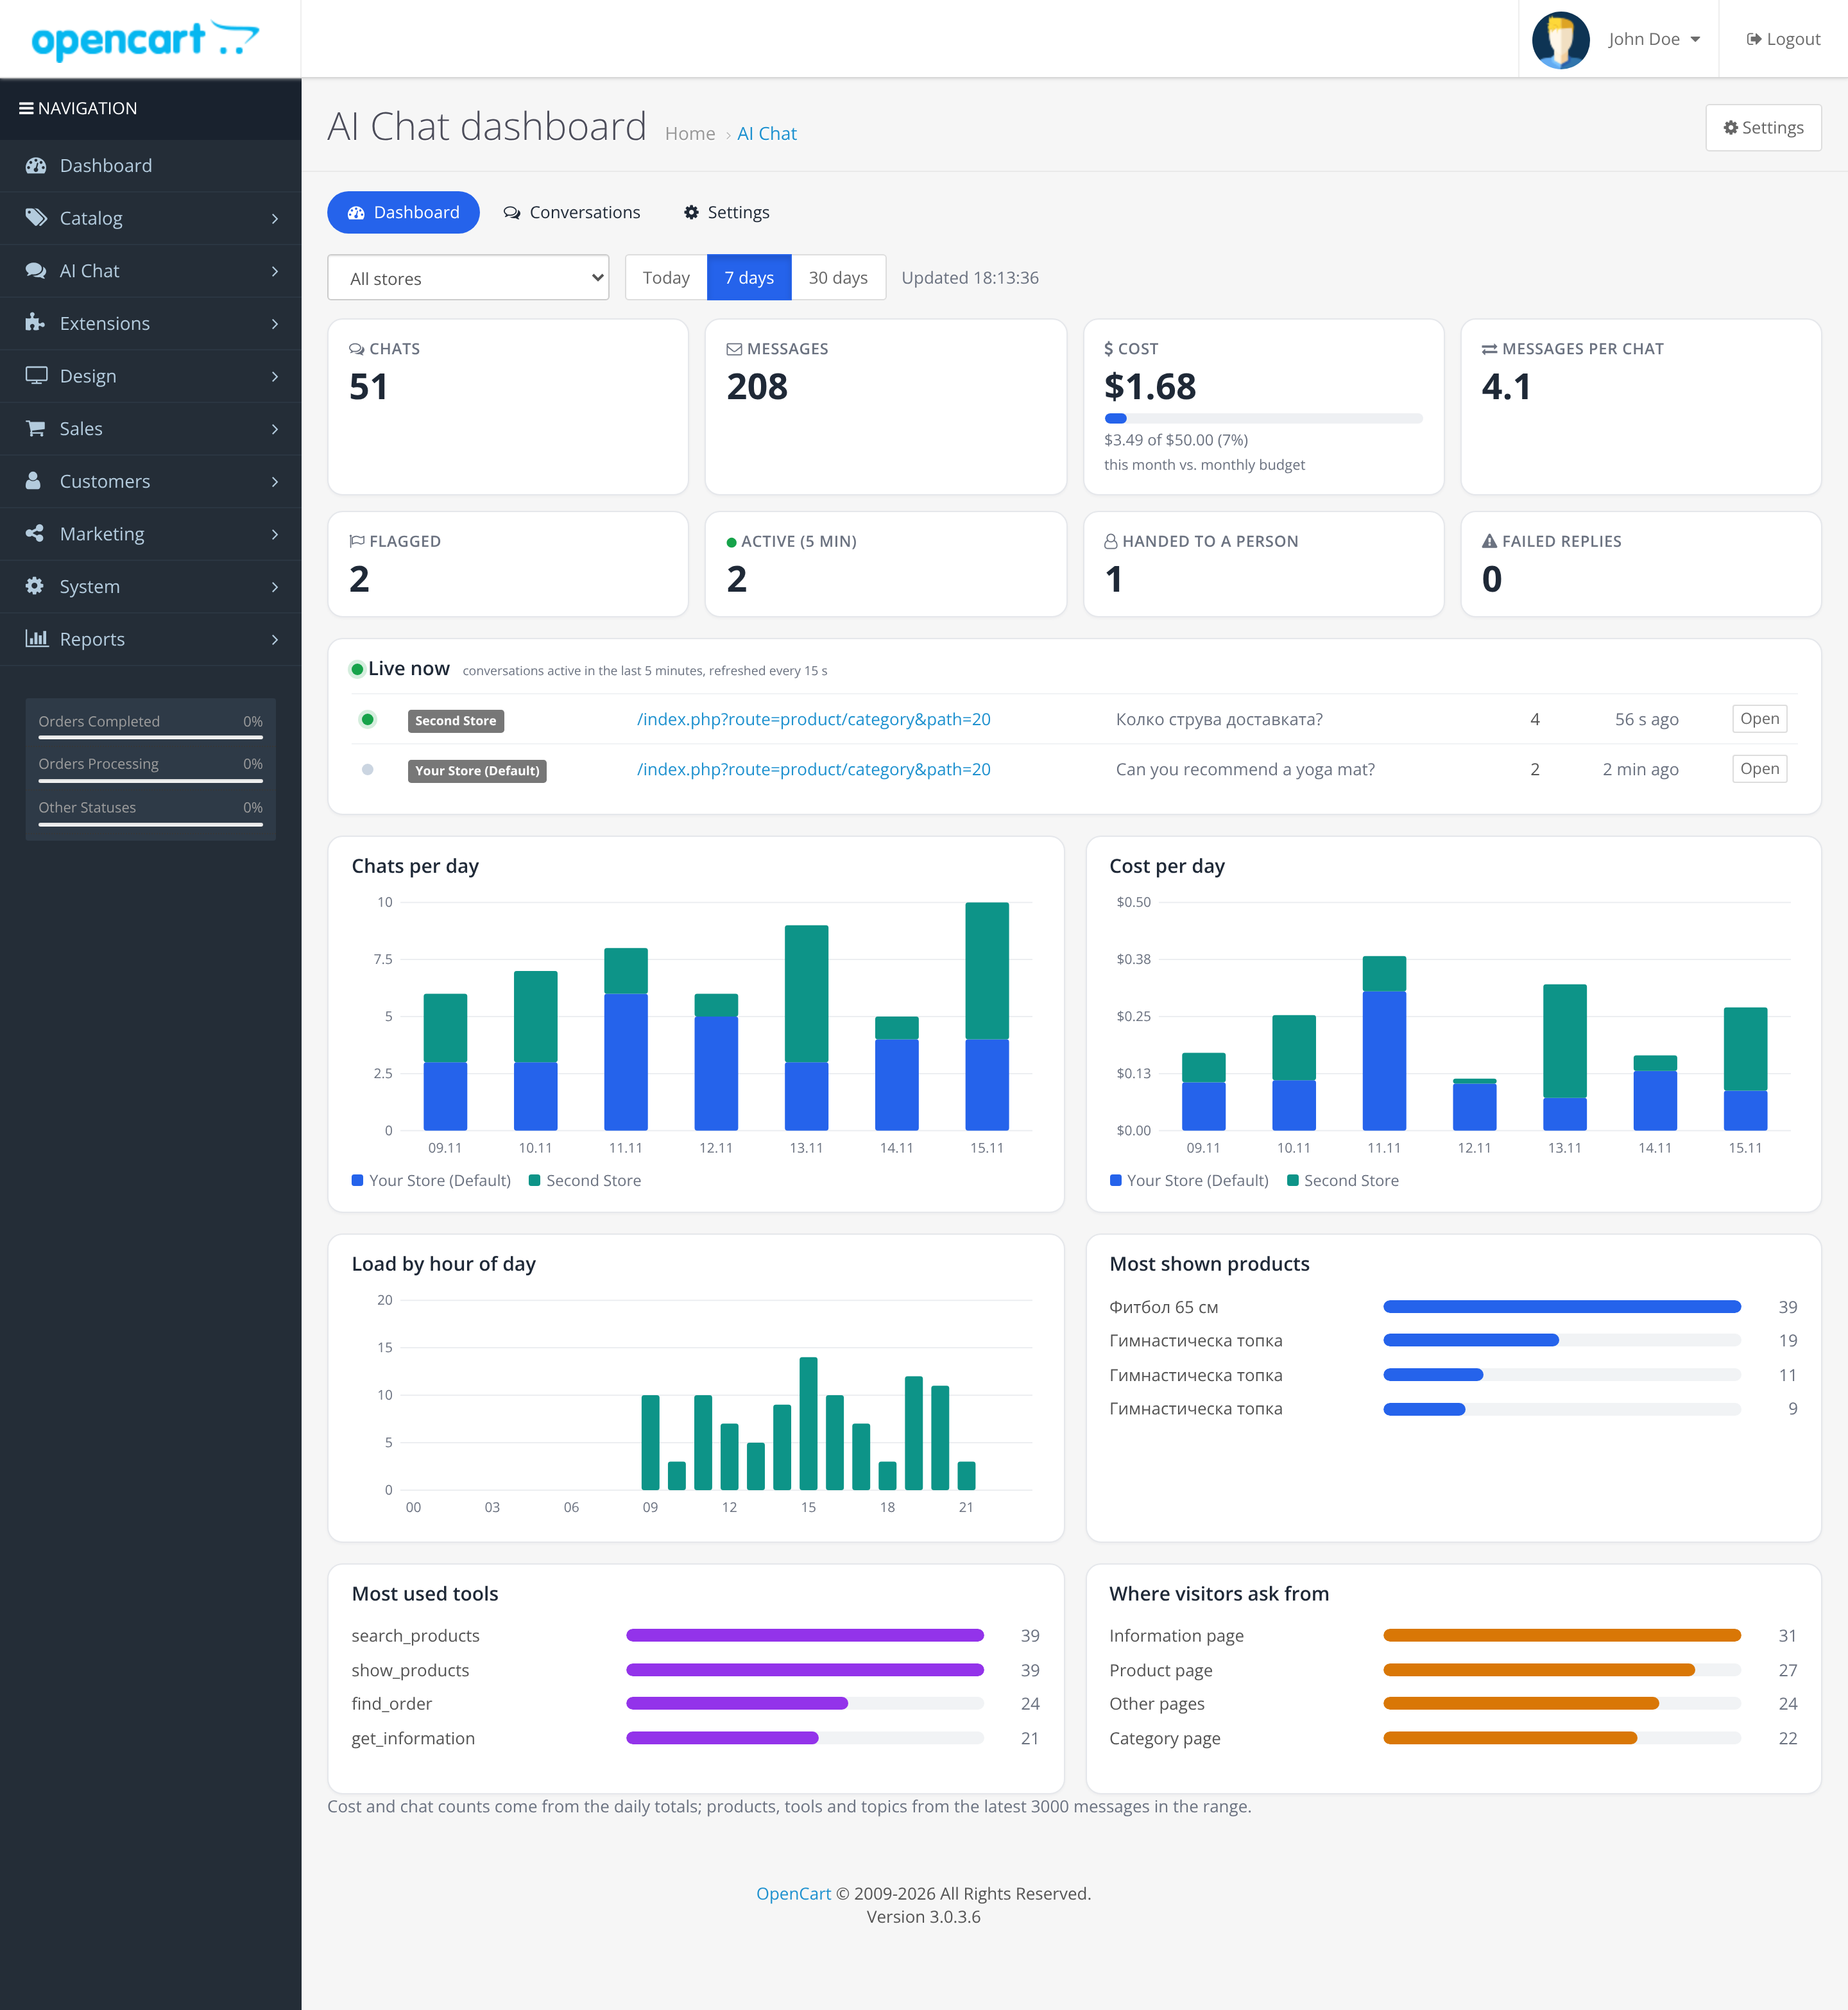 opencart
John Doe
Logout
NAVIGATION
Dashboard
Catalog
AI Chat
Extensions
Design
Sales
Customers
Marketing
System
Reports
Orders Completed 0%
Orders Processing 0%
Other Statuses 0%
AI Chat dashboard Home › AI Chat
Settings
Dashboard Conversations Settings
All stores Today 7 days 30 days Updated 18:13:36
CHATS
51
MESSAGES
208
COST
$1.68
$3.49 of $50.00 (7%)
this month vs. monthly budget
MESSAGES PER CHAT
4.1
FLAGGED
2
ACTIVE (5 MIN)
2
HANDED TO A PERSON
1
FAILED REPLIES
0
Live now conversations active in the last 5 minutes, refreshed every 15 s
Second Store /index.php?route=product/category&path=20 Колко струва доставката? 4 56 s ago Open
Your Store (Default) /index.php?route=product/category&path=20 Can you recommend a yoga mat? 2 2 min ago Open
Chats per day
10
7.5
5
2.5
0
09.11 10.11 11.11 12.11 13.11 14.11 15.11
Your Store (Default) Second Store
Cost per day
$0.50
$0.38
$0.25
$0.13
$0.00
09.11 10.11 11.11 12.11 13.11 14.11 15.11
Your Store (Default) Second Store
Load by hour of day
20
15
10
5
0
00 03 06 09 12 15 18 21
Most shown products
Фитбол 65 см 39
Гимнастическа топка 19
Гимнастическа топка 11
Гимнастическа топка 9
Most used tools
search_products 39
show_products 39
find_order 24
get_information 21
Where visitors ask from
Information page 31
Product page 27
Other pages 24
Category page 22
Cost and chat counts come from the daily totals; products, tools and topics from the latest 3000 messages in the range.
OpenCart © 2009-2026 All Rights Reserved.
Version 3.0.3.6